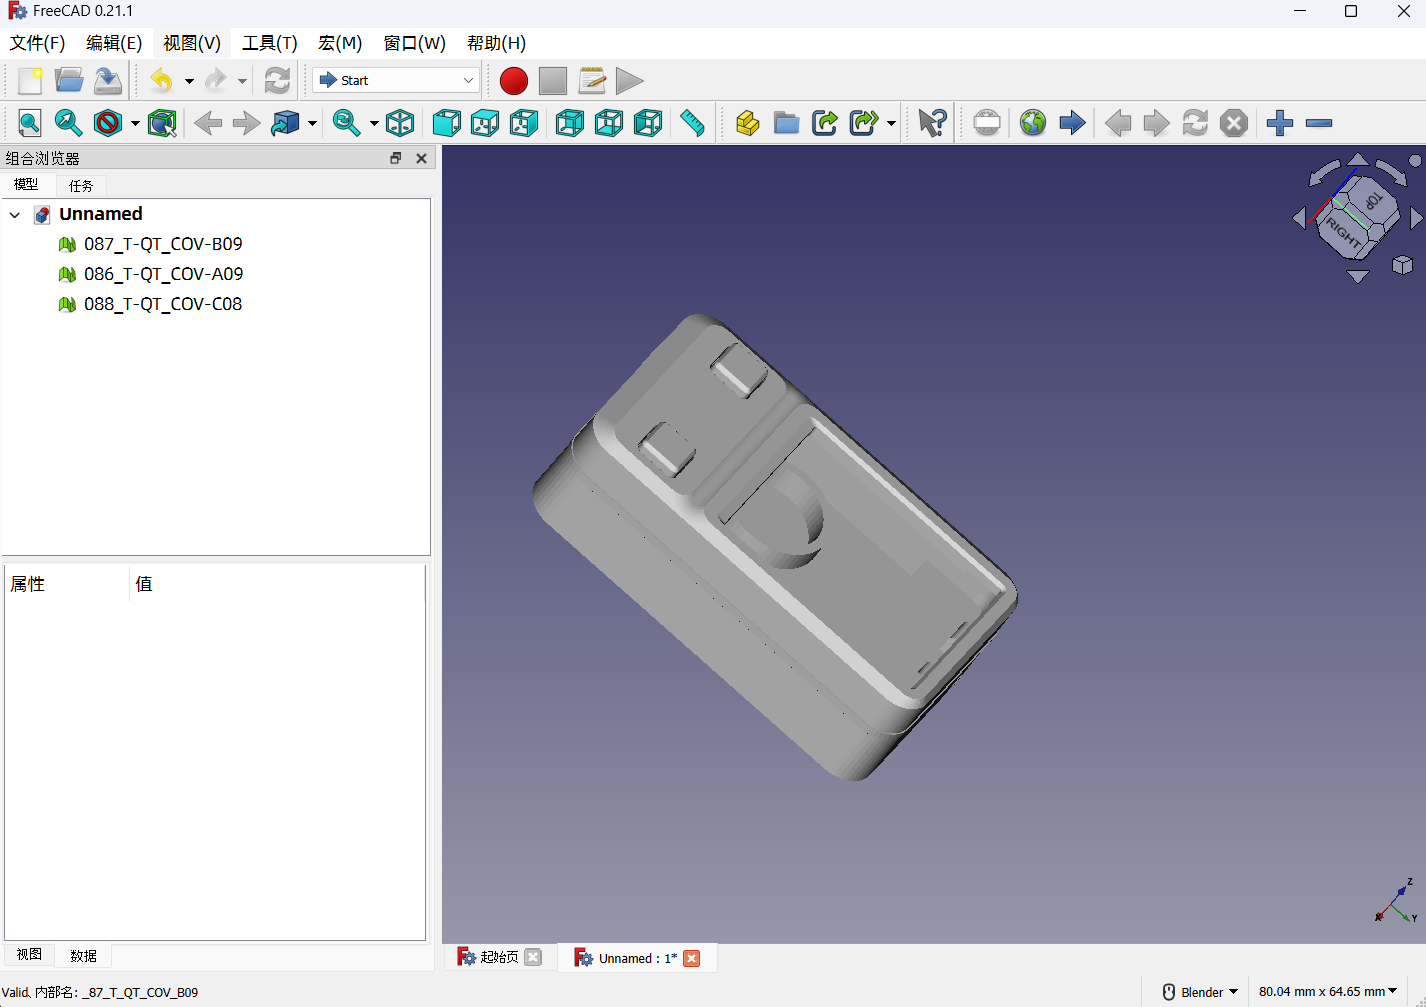 FreeCAD 0.21.1
文件(F) 编辑(E) 视图(V) 工具(T) 宏(M) 窗口(W) 帮助(H)
Start
组合浏览器
模型 任务
Unnamed
087_T-QT_COV-B09
086_T-QT_COV-A09
088_T-QT_COV-C08
属性 值
视图 数据
TOP
RIGHT
Z
X
Y
起始页 Unnamed : 1*
Valid, 内部名: _87_T_QT_COV_B09
Blender 80.04 mm x 64.65 mm